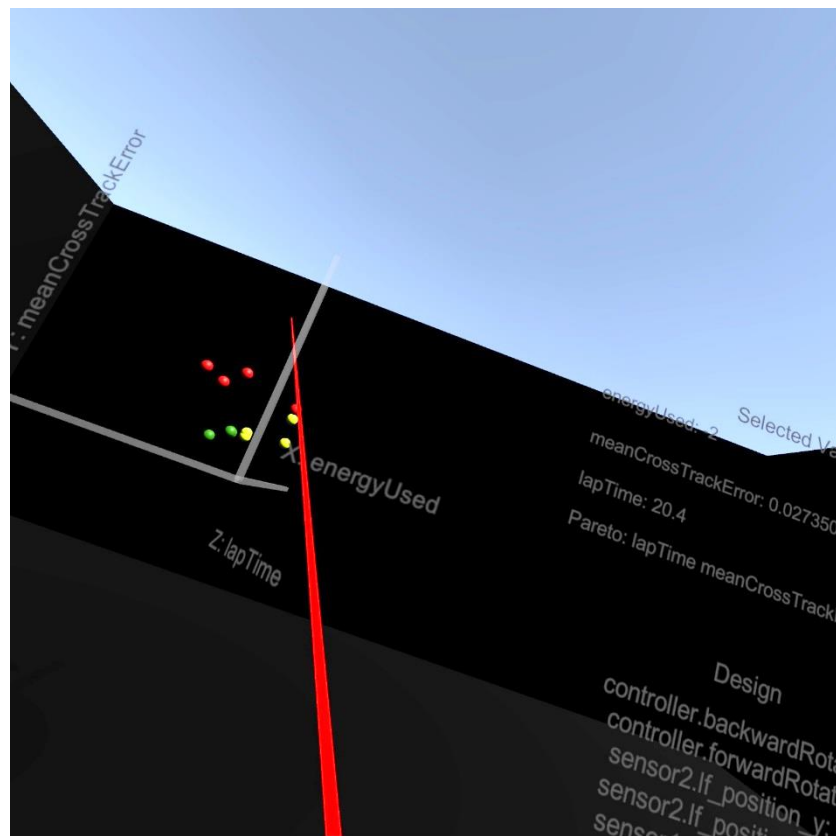 : meanCrossTrackError
X: energyUsed
Z: lapTime
Selected
energyUsed: -2
meanCrossTrackError: 0.027350
lapTime: 20.4
Pareto: lapTime meanCrossTrack
Design
controller.backwardRota
controller.forwardRotat
sensor2.lf_position_y:
sensor2.lf_positio
senso